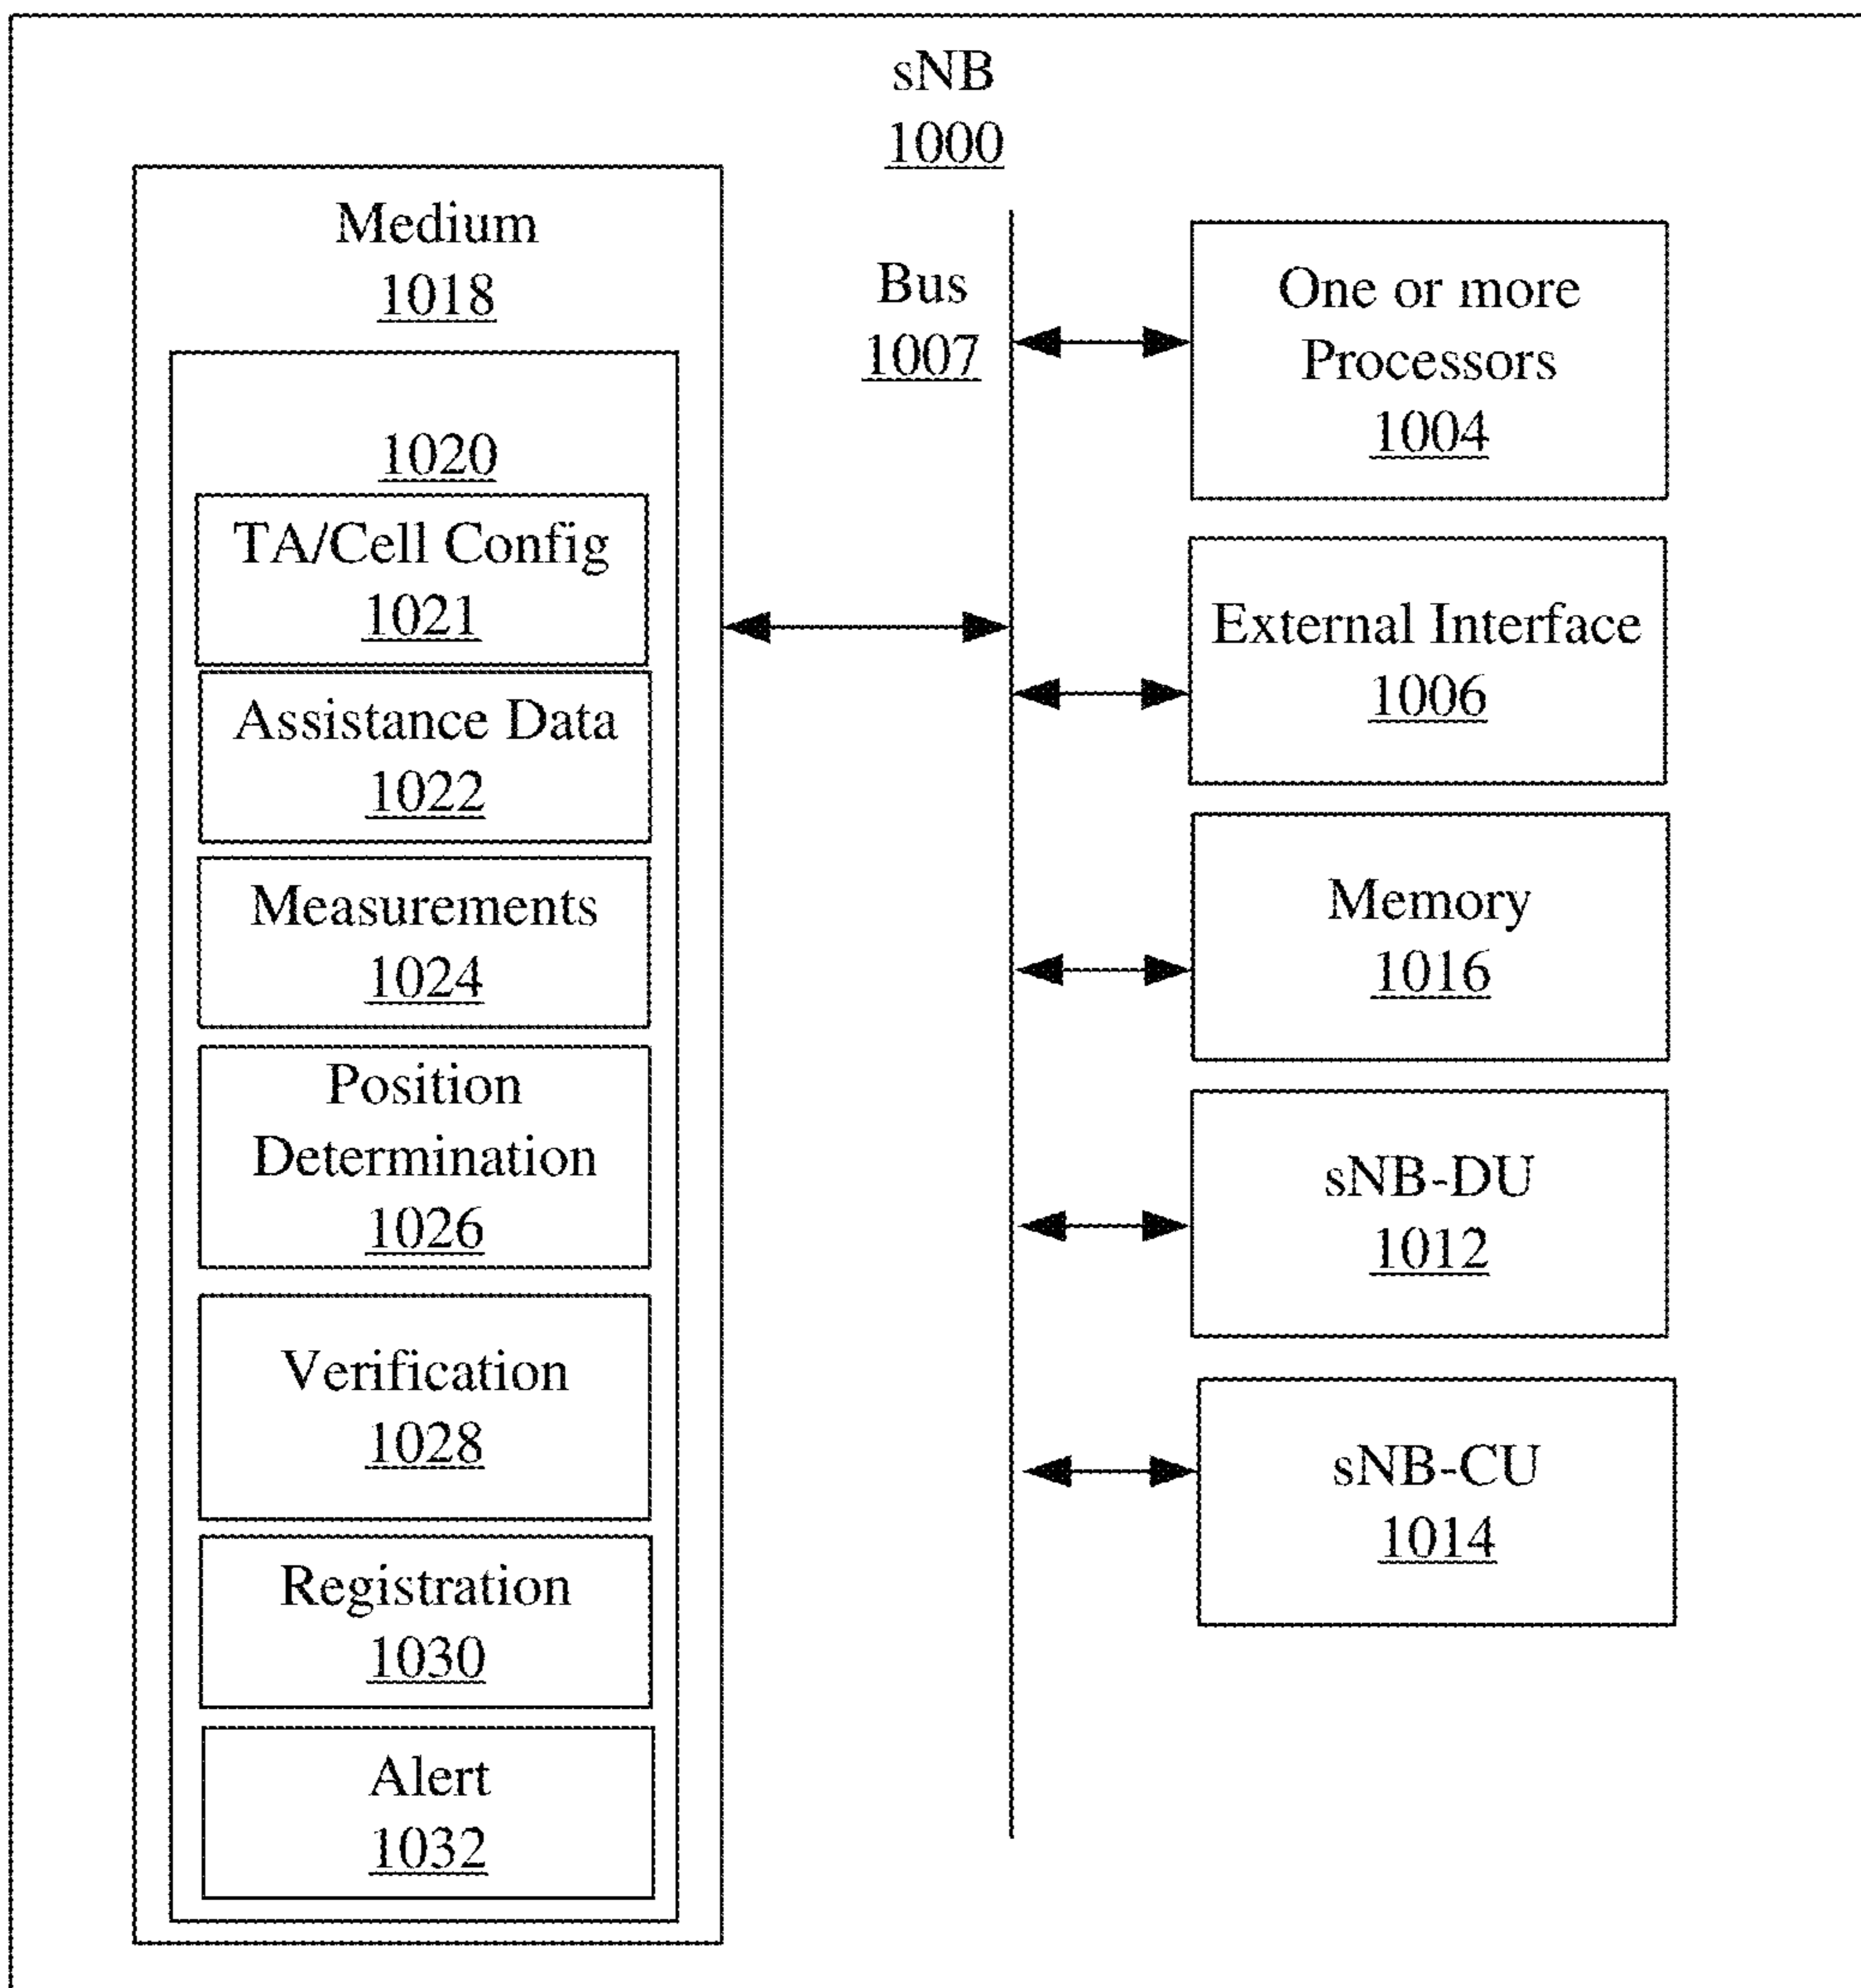 sNB
1000
Medium
1018
1020
TA/Cell Config
1021
Assistance Data
1022
Measurements
1024
Position
Determination
1026
Verification
1028
Registration
1030
Alert
1032
Bus
1007
One or more
Processors
1004
External Interface
1006
Memory
1016
sNB-DU
1012
sNB-CU
1014